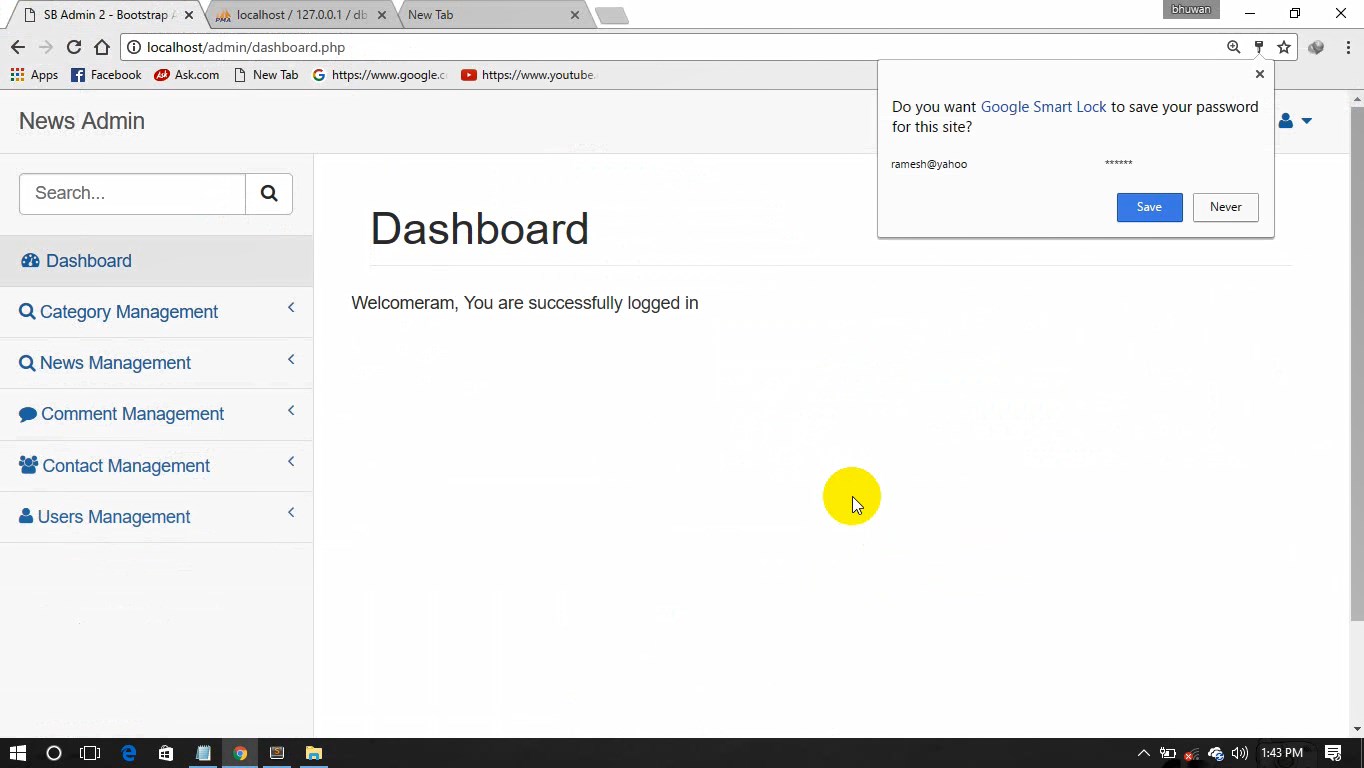 SB Admin 2 - Bootstrap A
localhost / 127.0.0.1 / db
New Tab
bhuwan
localhost/admin/dashboard.php
Apps
Facebook
Ask
Ask.com
New Tab
https://www.google.c
https://www.youtube.
News Admin
Do you want Google Smart Lock to save your password
for this site?
ramesh@yahoo ******
Save Never
Search...
Dashboard
Category Management
News Management
Comment Management
Contact Management
Users Management
Dashboard
Welcomeram, You are successfully logged in
1:43 PM